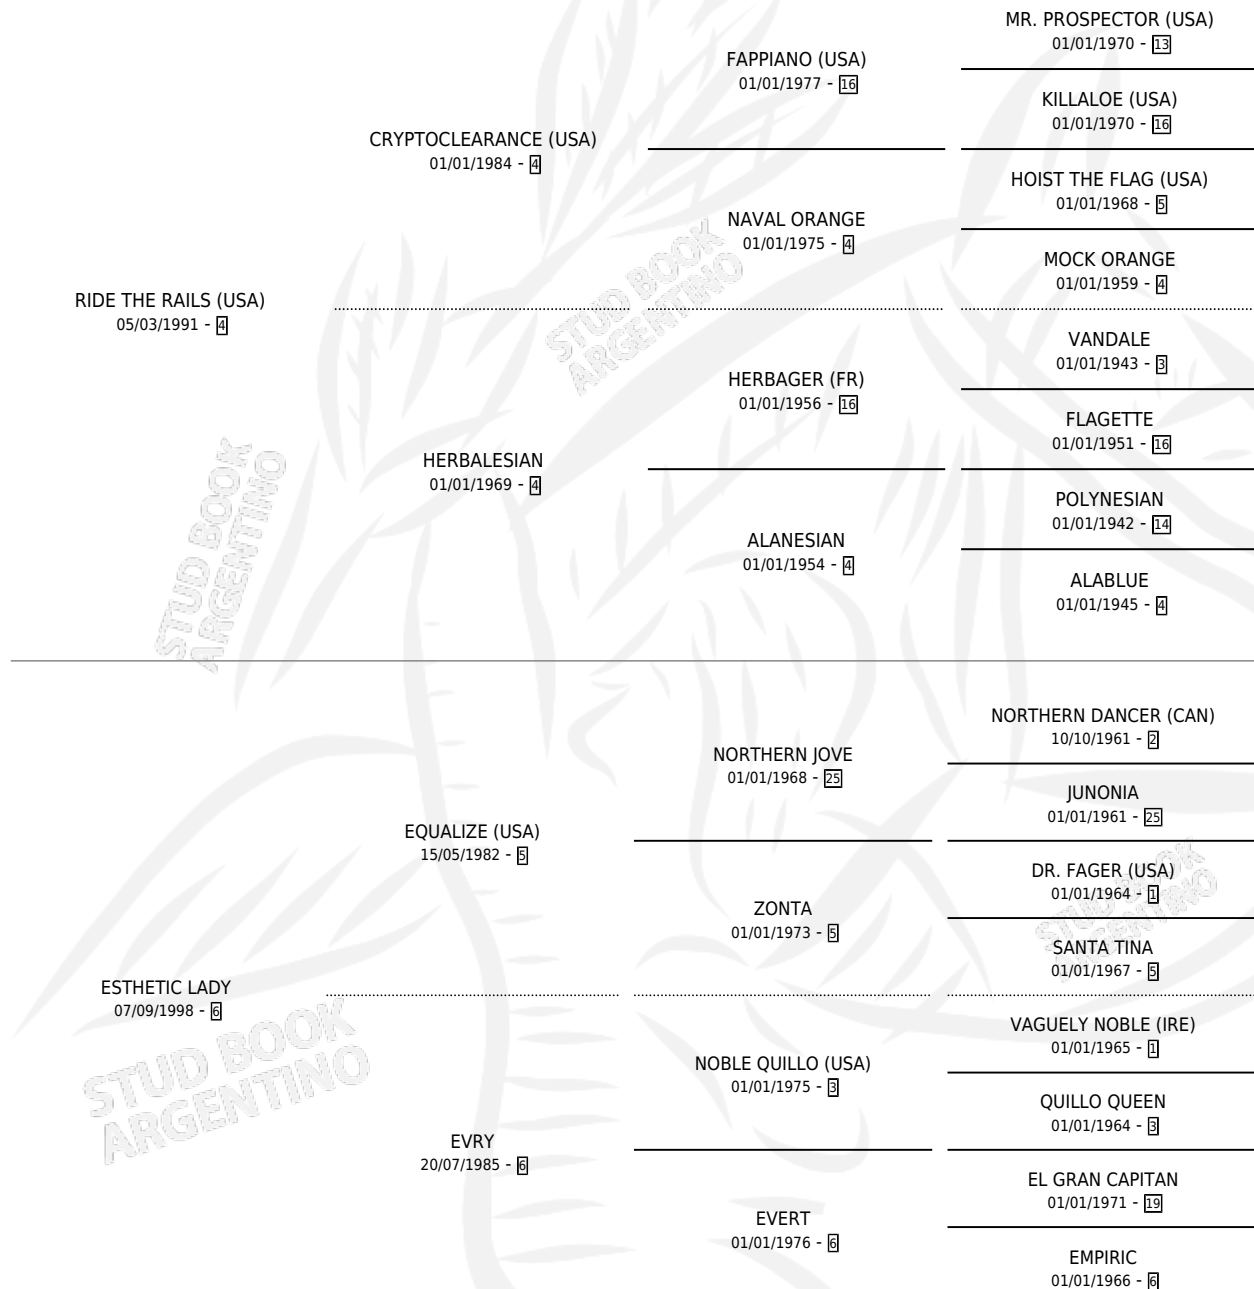 MR. PROSPECTOR (USA)
01/01/1970 - 13
FAPPIANO (USA)
01/01/1977 - 16
KILLALOE (USA)
01/01/1970 - 16
CRYPTOCLEARANCE (USA)
01/01/1984 - 4
HOIST THE FLAG (USA)
01/01/1968 - 5
NAVAL ORANGE
01/01/1975 - 4
MOCK ORANGE
01/01/1959 - 4
RIDE THE RAILS (USA)
05/03/1991 - 4
VANDALE
01/01/1943 - 3
HERBAGER (FR)
01/01/1956 - 16
FLAGETTE
01/01/1951 - 16
HERBALESIAN
01/01/1969 - 4
POLYNESIAN
01/01/1942 - 14
ALANESIAN
01/01/1954 - 4
ALABLUE
01/01/1945 - 4
NORTHERN DANCER (CAN)
10/10/1961 - 2
NORTHERN JOVE
01/01/1968 - 25
JUNONIA
01/01/1961 - 25
EQUALIZE (USA)
15/05/1982 - 5
DR. FAGER (USA)
01/01/1964 - 1
ZONTA
01/01/1973 - 5
SANTA TINA
01/01/1967 - 5
ESTHETIC LADY
07/09/1998 - 6
VAGUELY NOBLE (IRE)
01/01/1965 - 1
NOBLE QUILLO (USA)
01/01/1975 - 3
QUILLO QUEEN
01/01/1964 - 3
EVRY
20/07/1985 - 6
EL GRAN CAPITAN
01/01/1971 - 19
EVERT
01/01/1976 - 6
EMPIRIC
01/01/1966 - 6
STUD BOOK
ARGENTINO
STUD BOOK
ARGENTINO
STUD BOOK
ARGENTINO
STUD BOOK
ARGENTINO